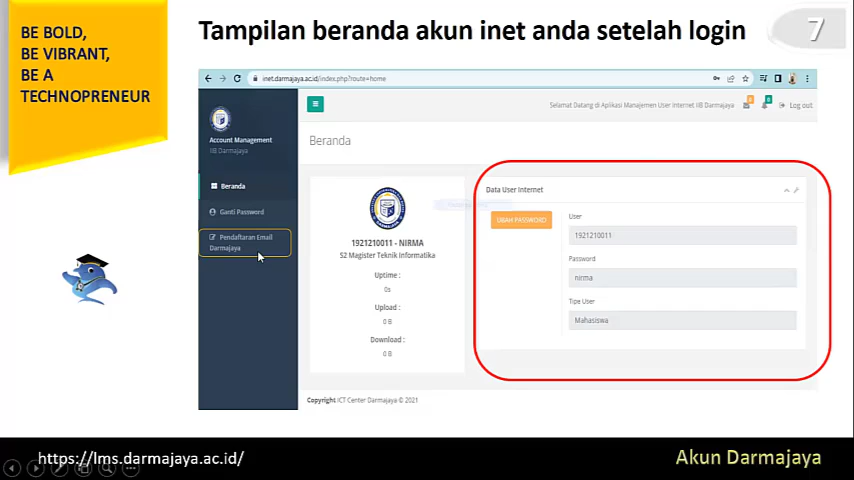 BE BOLD,
BE VIBRANT,
BE A
TECHNOPRENEUR
Tampilan beranda akun inet anda setelah login
7
inet.darmajaya.ac.id/index.php?route=home
Account Management
IIB Darmajaya
Beranda
Ganti Password
Pendaftaran Email
Darmajaya
Selamat Datang di Aplikasi Manajemen User Internet IIB Darmajaya
Log out
Beranda
1921210011 - NIRMA
S2 Magister Teknik Informatika
Uptime :
0s
Upload :
0 B
Download :
0 B
Data User Internet
UBAH PASSWORD
User
1921210011
Password
nirma
Tipe User
Mahasiswa
Copyright ICT Center Darmajaya © 2021
https://lms.darmajaya.ac.id/
Akun Darmajaya